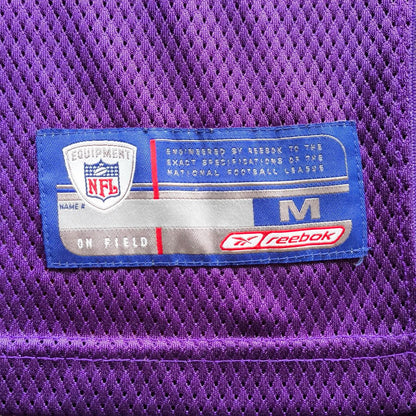 EQUIPMENT
NFL
NAME #
ON FIELD
ENGINEERED BY REEBOK TO THE
EXACT SPECIFICATIONS OF THE
NATIONAL FOOTBALL LEAGUE
M
Reebok